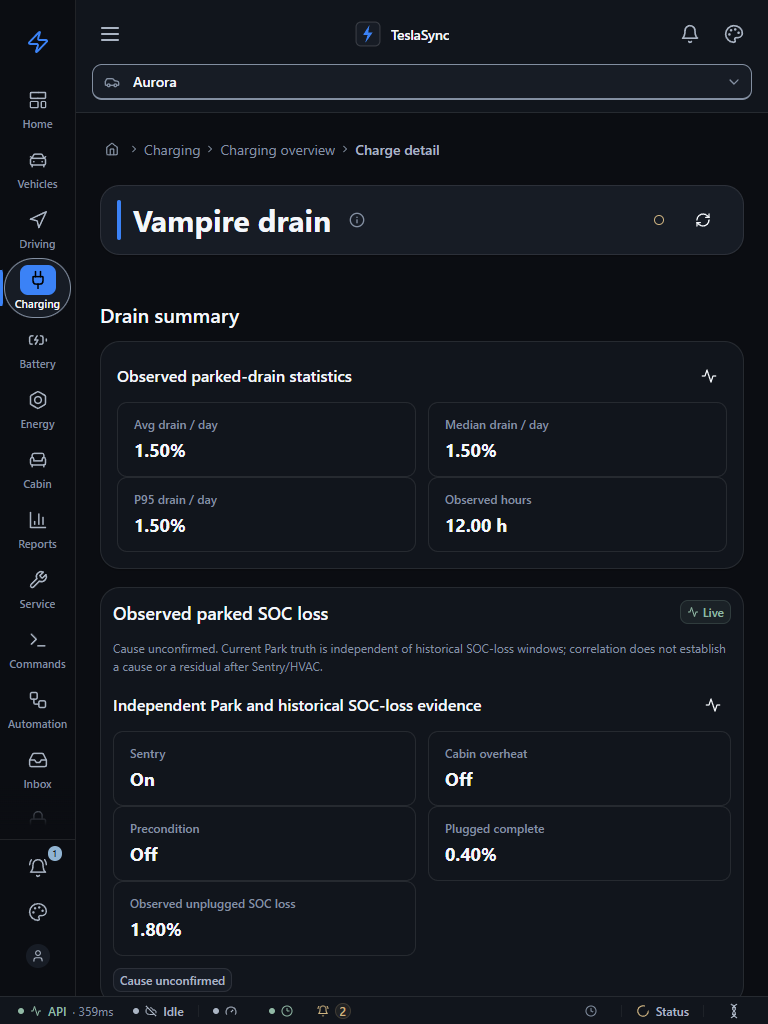 TeslaSync
Aurora
Home
Vehicles
Driving
Charging
Battery
Energy
Cabin
Reports
Service
Commands
Automation
Inbox
1
Charging
Charging overview
Charge detail
Vampire drain
Drain summary
Observed parked-drain statistics
Avg drain / day
1.50%
Median drain / day
1.50%
P95 drain / day
1.50%
Observed hours
12.00 h
Observed parked SOC loss
Live
Cause unconfirmed. Current Park truth is independent of historical SOC-loss windows; correlation does not establish
a cause or a residual after Sentry/HVAC.
Independent Park and historical SOC-loss evidence
Sentry
On
Cabin overheat
Off
Precondition
Off
Plugged complete
0.40%
Observed unplugged SOC loss
1.80%
Cause unconfirmed
API · 359ms
Idle
2
Status